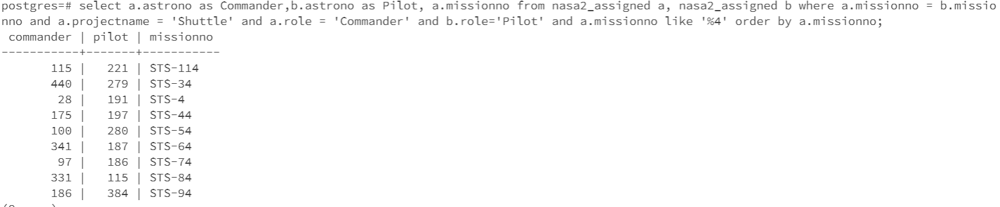 postgres=# select a.astrono as Commander,b.astrono as Pilot, a.missionno from nasa2_assigned a, nasa2_assigned b where a.missionno = b.missio
nno and a.projectname = 'Shuttle' and a.role = 'Commander' and b.role='Pilot' and a.missionno like '%4' order by a.missionno;
commander | pilot | missionno
-----------+-------+-----------
115 | 221 | STS-114
440 | 279 | STS-34
28 | 191 | STS-4
175 | 197 | STS-44
100 | 280 | STS-54
341 | 187 | STS-64
97 | 186 | STS-74
331 | 115 | STS-84
186 | 384 | STS-94